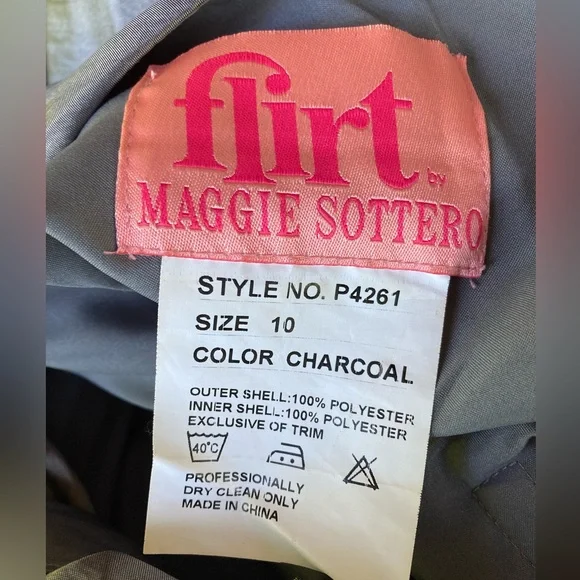 flirt
by
MAGGIE SOTTERO
STYLE NO. P4261
SIZE 10
COLOR CHARCOAL
OUTER SHELL:100% POLYESTER
INNER SHELL:100% POLYESTER
EXCLUSIVE OF TRIM
40°C
PROFESSIONALLY
DRY CLEAN ONLY
MADE IN CHINA